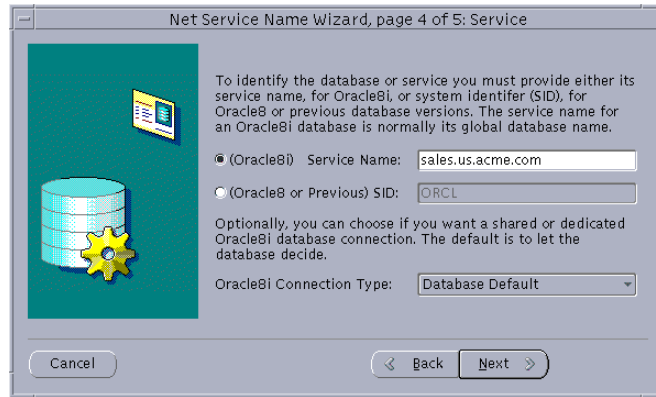 Net Service Name Wizard, page 4 of 5: Service
To identify the database or service you must provide either its
service name, for Oracle8i, or system identifer (SID), for
Oracle8 or previous database versions. The service name for
an Oracle8i database is normally its global database name.
(Oracle8i) Service Name: sales.us.acme.com
(Oracle8 or Previous) SID: ORCL
Optionally, you can choose if you want a shared or dedicated
Oracle8i database connection. The default is to let the
database decide.
Oracle8i Connection Type: Database Default
Cancel Back Next